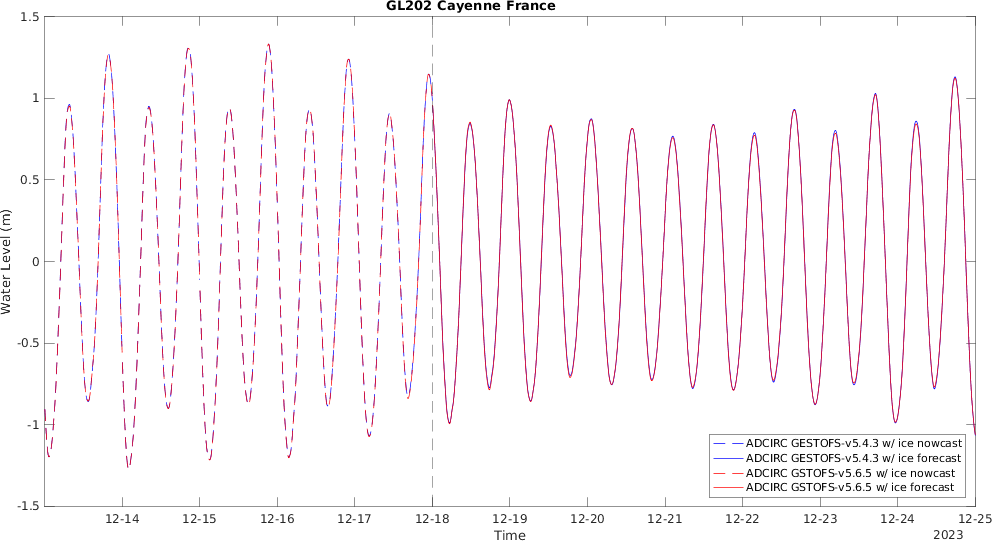 GL202 Cayenne France
1.5
1
0.5
0
-0.5
-1
-1.5
Water Level (m)
12-14 12-15 12-16 12-17 12-18 12-19 12-20 12-21 12-22 12-23 12-24 12-25
Time
2023
ADCIRC GESTOFS-v5.4.3 w/ ice nowcast
ADCIRC GESTOFS-v5.4.3 w/ ice forecast
ADCIRC GSTOFS-v5.6.5 w/ ice nowcast
ADCIRC GSTOFS-v5.6.5 w/ ice forecast